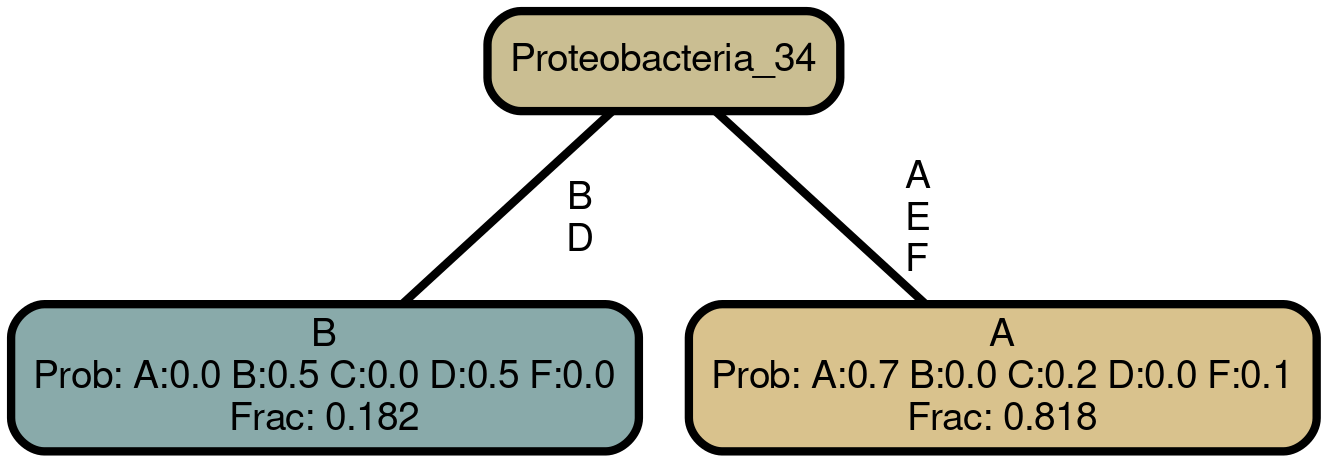 Proteobacteria_34
B
D
A
E
F
B
Prob: A:0.0 B:0.5 C:0.0 D:0.5 F:0.0
Frac: 0.182
A
Prob: A:0.7 B:0.0 C:0.2 D:0.0 F:0.1
Frac: 0.818